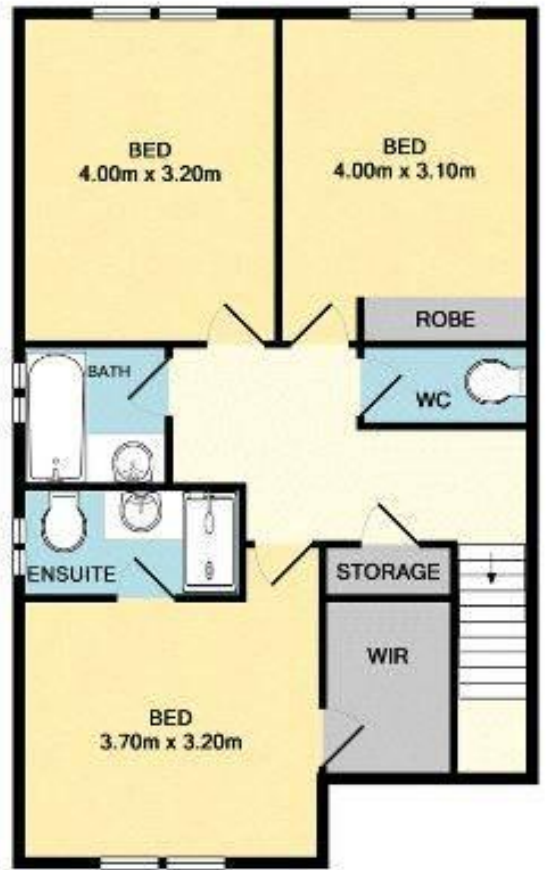 BED
4.00m x 3.20m
BED
4.00m x 3.10m
ROBE
BATH
WC
ENSUITE
STORAGE
WIR
BED
3.70m x 3.20m